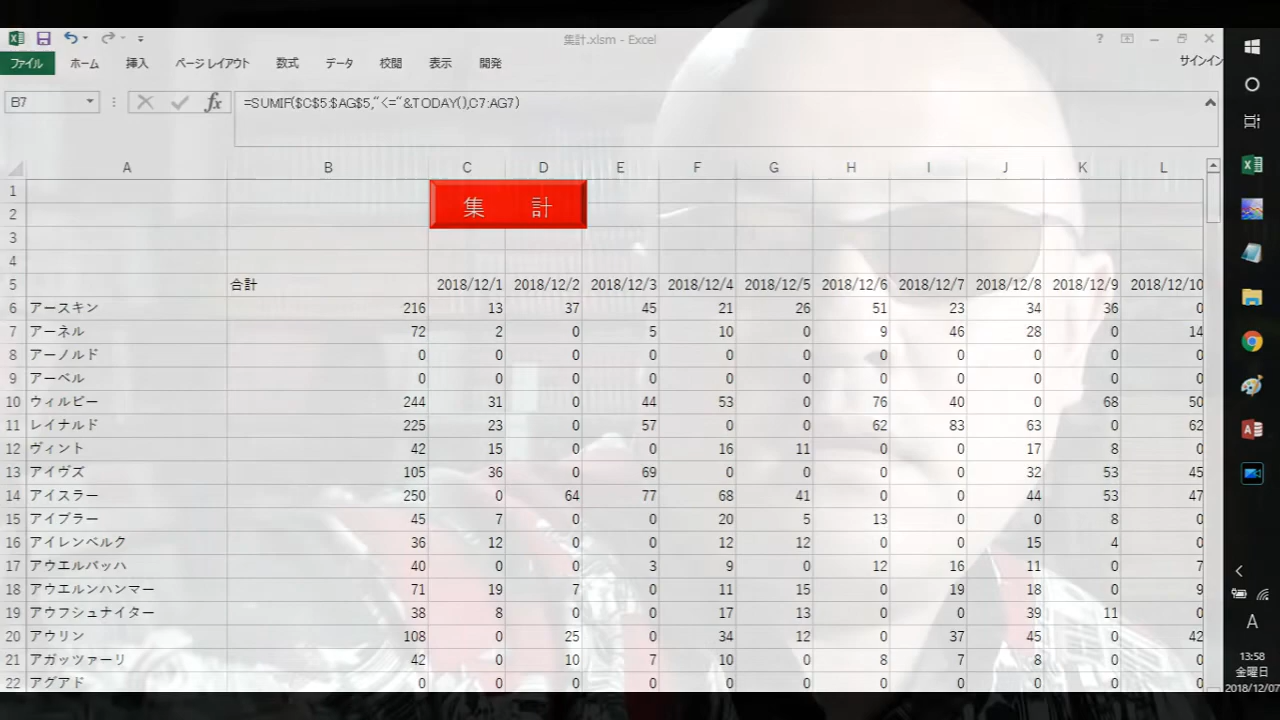 集計.xlsm - Excel
ファイル ホーム 挿入 ページ レイアウト 数式 データ 校閲 表示 開発 サインイン
B7 fx =SUMIF($C$5:$AG$5,"<="&TODAY(),C7:AG7)
A B C D E F G H I J K L
1
2 集 計
3
4
5 合計 2018/12/1 2018/12/2 2018/12/3 2018/12/4 2018/12/5 2018/12/6 2018/12/7 2018/12/8 2018/12/9 2018/12/10
6 アースキン 216 13 37 45 21 26 51 23 34 36 0
7 アーネル 72 2 0 5 10 0 9 46 28 0 14
8 アーノルド 0 0 0 0 0 0 0 0 0 0 0
9 アーベル 0 0 0 0 0 0 0 0 0 0 0
10 ウィルビー 244 31 0 44 53 0 76 40 0 68 50
11 レイナルド 225 23 0 57 0 0 62 83 63 0 62
12 ヴィント 42 15 0 0 16 11 0 0 17 8 0
13 アイヴズ 105 36 0 69 0 0 0 0 32 53 45
14 アイスラー 250 0 64 77 68 41 0 0 44 53 47
15 アイブラー 45 7 0 0 20 5 13 0 0 8 0
16 アイレンベルク 36 12 0 0 12 12 0 0 15 4 0
17 アウエルバッハ 40 0 0 3 9 0 12 16 11 0 7
18 アウエルンハンマー 71 19 7 0 11 15 0 19 18 0 9
19 アウフシュナイター 38 8 0 0 17 13 0 0 39 11 0
20 アウリン 108 0 25 0 34 12 0 37 45 0 42
21 アガッツァーリ 42 0 10 7 10 0 8 7 8 0 0
22 アグアド 0 0 0 0 0 0 0 0 0 0 0
A
13:58
金曜日
2018/12/07